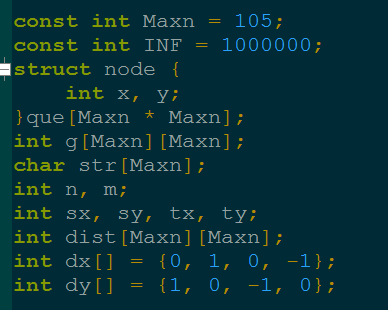 const int Maxn = 105;
const int INF = 1000000;
struct node {
    int x, y;
}que[Maxn * Maxn];
int g[Maxn][Maxn];
char str[Maxn];
int n, m;
int sx, sy, tx, ty;
int dist[Maxn][Maxn];
int dx[] = {0, 1, 0, -1};
int dy[] = {1, 0, -1, 0};